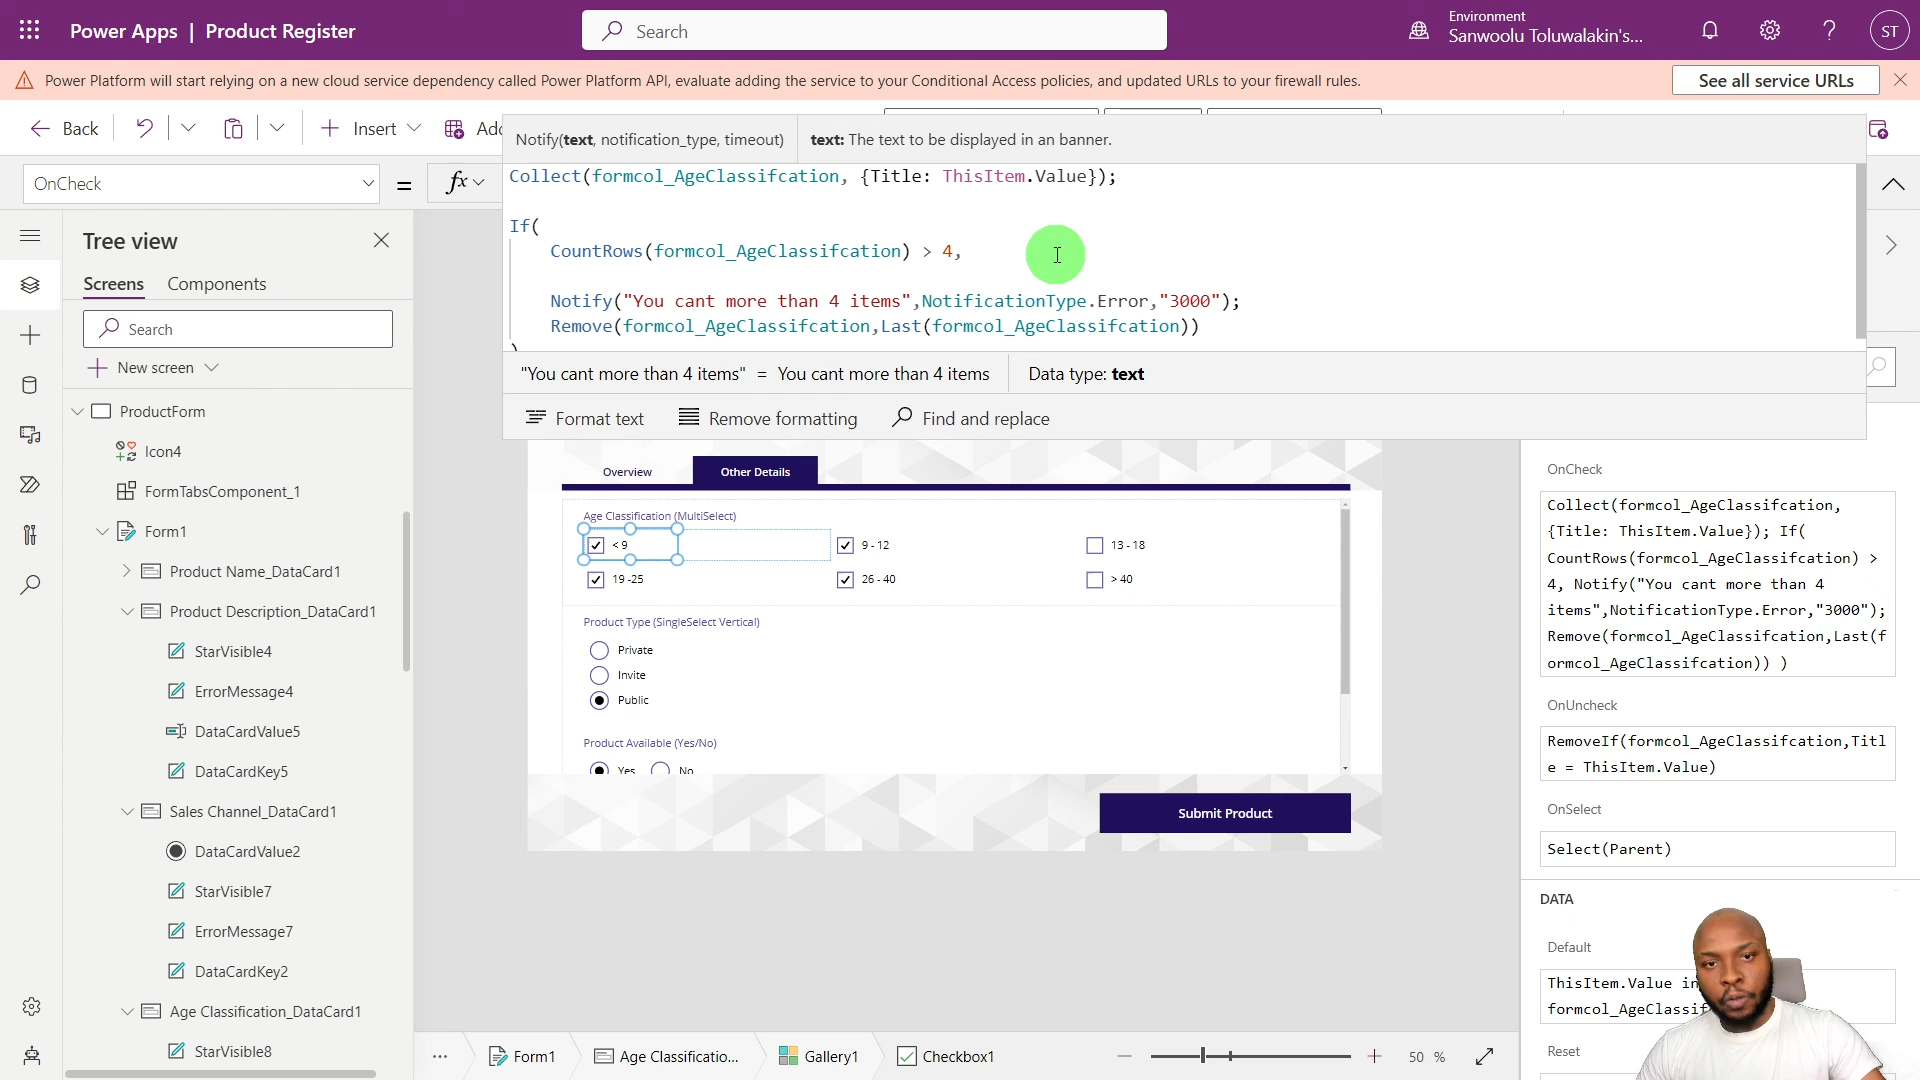 Power Apps | Product Register
Search
Environment
Sanwoolu Toluwalakin's...
ST
Power Platform will start relying on a new cloud service dependency called Power Platform API, evaluate adding the service to your Conditional Access policies, and updated URLs to your firewall rules.
See all service URLs
Back
Insert
Notify(text, notification_type, timeout)
text: The text to be displayed in an banner.
OnCheck
=
fx
Collect(formcol_AgeClassifcation, {Title: ThisItem.Value});
If(
CountRows(formcol_AgeClassifcation) > 4,
Notify("You cant more than 4 items",NotificationType.Error,"3000");
Remove(formcol_AgeClassifcation,Last(formcol_AgeClassifcation))
)
"You cant more than 4 items" = You cant more than 4 items
Data type: text
Format text
Remove formatting
Find and replace
Tree view
Screens
Components
Search
New screen
ProductForm
Icon4
FormTabsComponent_1
Form1
Product Name_DataCard1
Product Description_DataCard1
StarVisible4
ErrorMessage4
DataCardValue5
DataCardKey5
Sales Channel_DataCard1
DataCardValue2
StarVisible7
ErrorMessage7
DataCardKey2
Age Classification_DataCard1
StarVisible8
Overview
Other Details
Age Classification (MultiSelect)
< 9
9 - 12
13 - 18
19 -25
26 - 40
> 40
Product Type (SingleSelect Vertical)
Private
Invite
Public
Product Available (Yes/No)
Yes
No
Submit Product
OnCheck
Collect(formcol_AgeClassifcation,
{Title: ThisItem.Value}); If(
CountRows(formcol_AgeClassifcation) >
4, Notify("You cant more than 4
items",NotificationType.Error,"3000");
Remove(formcol_AgeClassifcation,Last(f
ormcol_AgeClassifcation)) )
OnUncheck
RemoveIf(formcol_AgeClassifcation,Titl
e = ThisItem.Value)
OnSelect
Select(Parent)
DATA
Default
ThisItem.Value in
Reset
... Form1
Age Classificatio...
Gallery1
Checkbox1
50 %